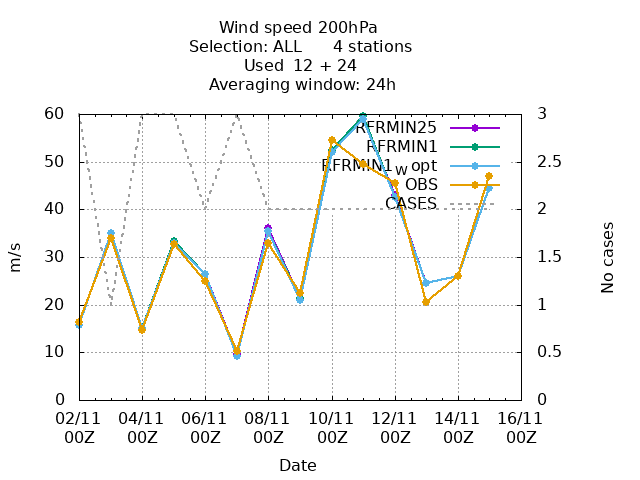 Wind speed 200hPa
Selection: ALL 4 stations
Used 12 + 24
Averaging window: 24h
60 3
RFRMIN25
RFRMIN1
50 2.5
RFRMIN1w opt
OBS
CASES
40 2
30 1.5
20 1
10 0.5
0 0
m/s
No cases
02/11 04/11 06/11 08/11 10/11 12/11 14/11 16/11
00Z 00Z 00Z 00Z 00Z 00Z 00Z 00Z
Date